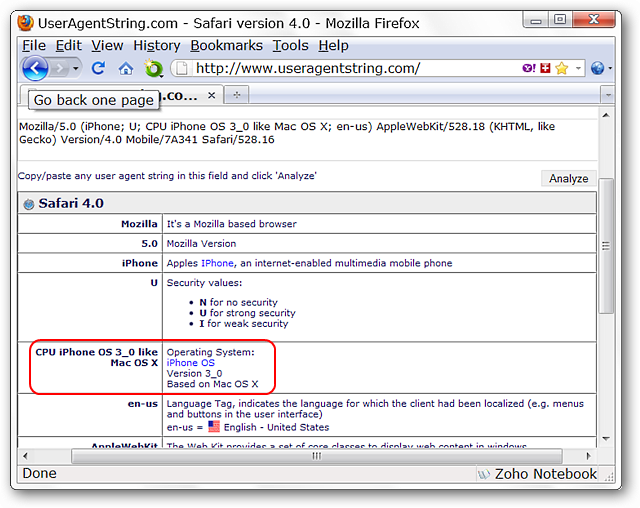 UserAgentString.com - Safari version 4.0 - Mozilla Firefox
File Edit View History Bookmarks Tools Help
http://www.useragentstring.com/
Go back one page
.co...
Mozilla/5.0 (iPhone; U; CPU iPhone OS 3_0 like Mac OS X; en-us) AppleWebKit/528.18 (KHTML, like
Gecko) Version/4.0 Mobile/7A341 Safari/528.16
Copy/paste any user agent string in this field and click 'Analyze'
Analyze
Safari 4.0
Mozilla It's a Mozilla based browser
5.0 Mozilla Version
iPhone Apples IPhone, an internet-enabled multimedia mobile phone
U Security values:
N for no security
U for strong security
I for weak security
CPU iPhone OS 3_0 like Operating System:
Mac OS X iPhone OS
Version 3_0
Based on Mac OS X
en-us Language Tag, indicates the language for which the client had been localized (e.g. menus
and buttons in the user interface)
en-us = English - United States
AppleWebKit The Web Kit provides a set of core classes to display web content in windows
Done Zoho Notebook